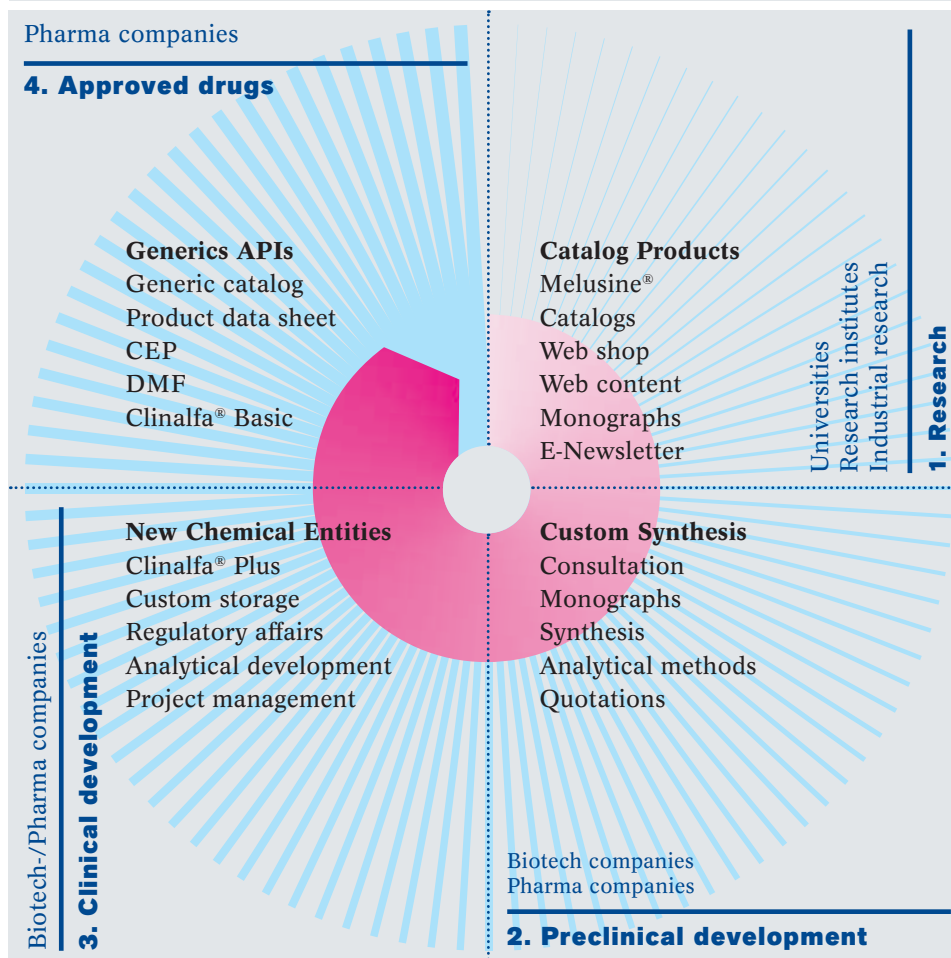 Pharma companies
4. Approved drugs
Generics APIs
Generic catalog
Product data sheet
CEP
DMF
Clinalfa® Basic
Catalog Products
Melusine®
Catalogs
Web shop
Web content
Monographs
E-Newsletter
Universities
Research institutes
Industrial research
1. Research
New Chemical Entities
Clinalfa® Plus
Custom storage
Regulatory affairs
Analytical development
Project management
Biotech-/Pharma companies
3. Clinical development
Custom Synthesis
Consultation
Monographs
Synthesis
Analytical methods
Quotations
Biotech companies
Pharma companies
2. Preclinical development